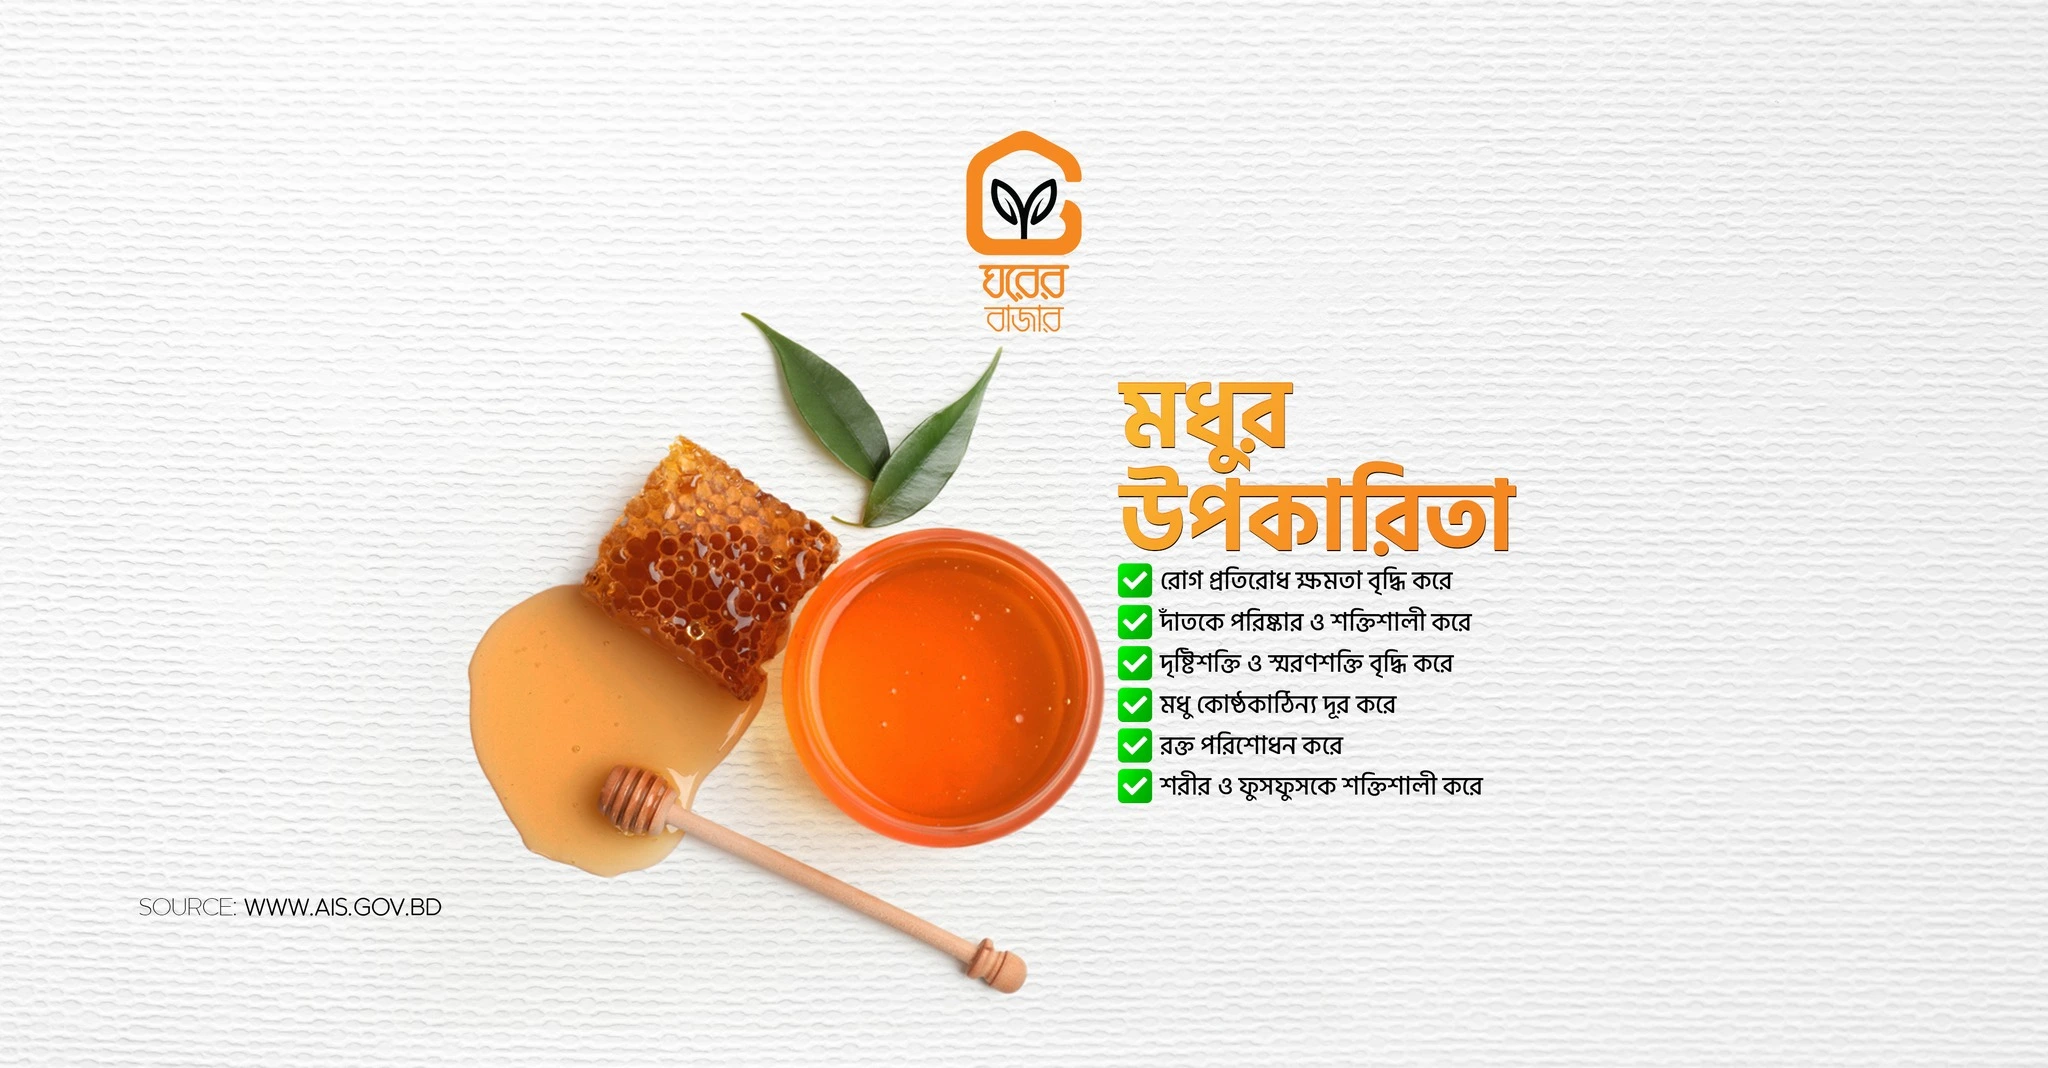 ঘরের
বাজার
মধুর
উপকারিতা
রোগ প্রতিরোধ ক্ষমতা বৃদ্ধি করে
দাঁতকে পরিষ্কার ও শক্তিশালী করে
দৃষ্টিশক্তি ও স্মরণশক্তি বৃদ্ধি করে
মধু কোষ্ঠকাঠিন্য দূর করে
রক্ত পরিশোধন করে
শরীর ও ফুসফুসকে শক্তিশালী করে
SOURCE: WWW.AIS.GOV.BD